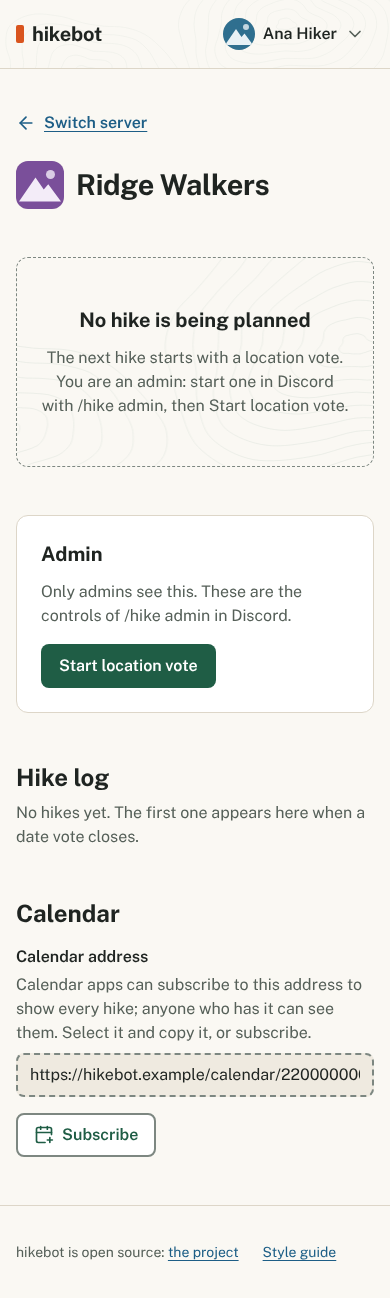 hikebot
Ana Hiker
Switch server
Ridge Walkers
No hike is being planned
The next hike starts with a location vote.
You are an admin: start one in Discord
with /hike admin, then Start location vote.
Admin
Only admins see this. These are the
controls of /hike admin in Discord.
Start location vote
Hike log
No hikes yet. The first one appears here when a
date vote closes.
Calendar
Calendar address
Calendar apps can subscribe to this address to
show every hike; anyone who has it can see
them. Select it and copy it, or subscribe.
https://hikebot.example/calendar/22000000
Subscribe
hikebot is open source: the project Style guide